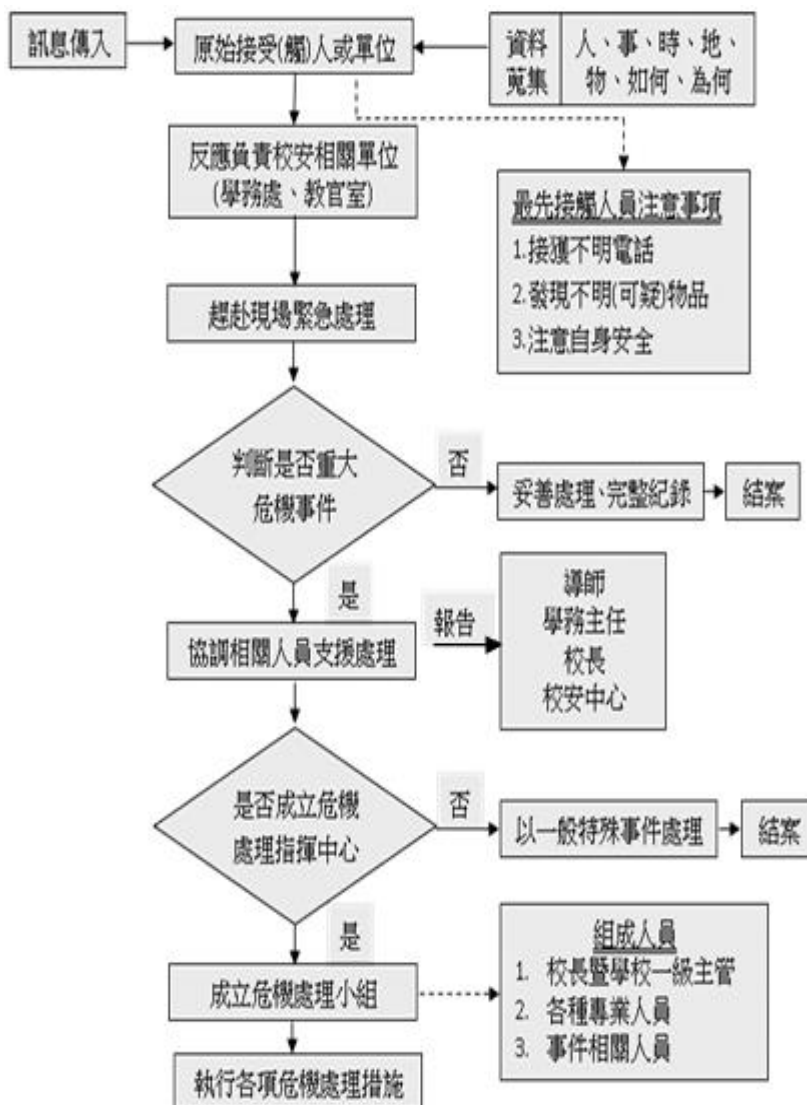 訊息傳入
原始接受(觸)人或單位
資料
蒐集
人、事、時、地、
物、如何、為何
反應負責校安相關單位
(學務處、教官室)
最先接觸人員注意事項
1.接獲不明電話
2.發現不明(可疑)物品
3.注意自身安全
趕赴現場緊急處理
判斷是否重大
危機事件
否
妥善處理、完整紀錄
結案
是
協調相關人員支援處理
報告
導師
學務主任
校長
校安中心
是否成立危機
處理指揮中心
否
以一般特殊事件處理
結案
是
成立危機處理小組
組成人員
1. 校長暨學校一級主管
2. 各種專業人員
3. 事件相關人員
執行各項危機處理措施